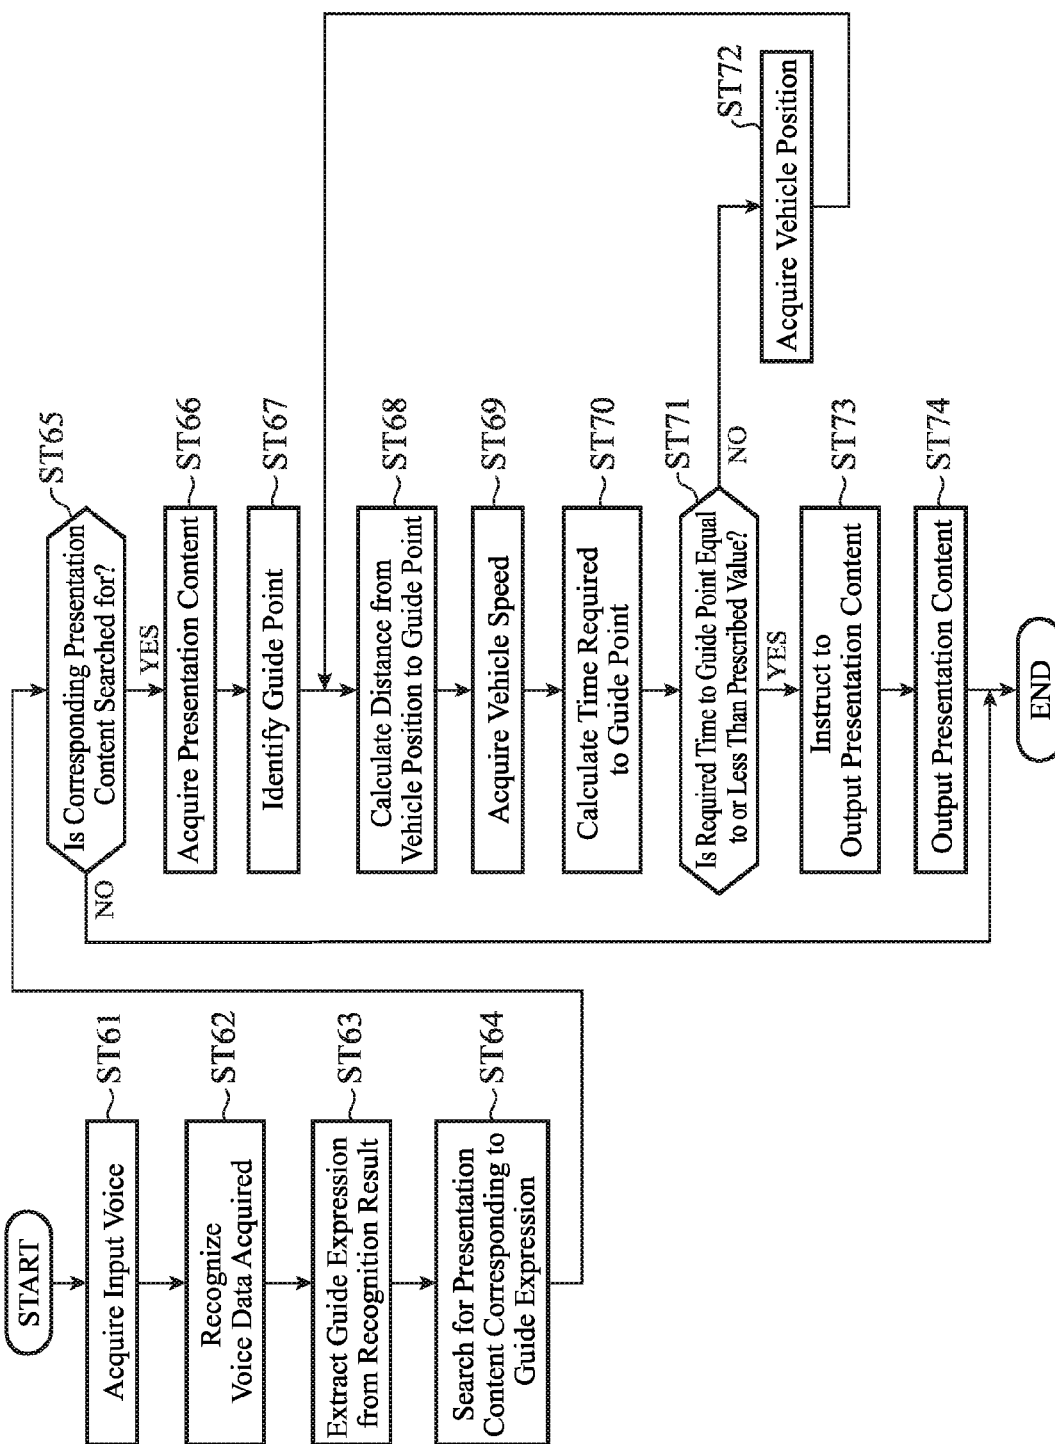 START
Acquire Input Voice
ST61
Recognize
Voice Data Acquired
ST62
Extract Guide Expression
from Recognition Result
ST63
Search for Presentation
Content Corresponding to
Guide Expression
ST64
Is Corresponding Presentation
Content Searched for?
ST65
NO
YES
Acquire Presentation Content
ST66
Identify Guide Point
ST67
Calculate Distance from
Vehicle Position to Guide Point
ST68
Acquire Vehicle Speed
ST69
Calculate Time Required
to Guide Point
ST70
Is Required Time to Guide Point Equal
to or Less Than Prescribed Value?
ST71
NO
YES
Acquire Vehicle Position
ST72
Instruct to
Output Presentation Content
ST73
Output Presentation Content
ST74
END